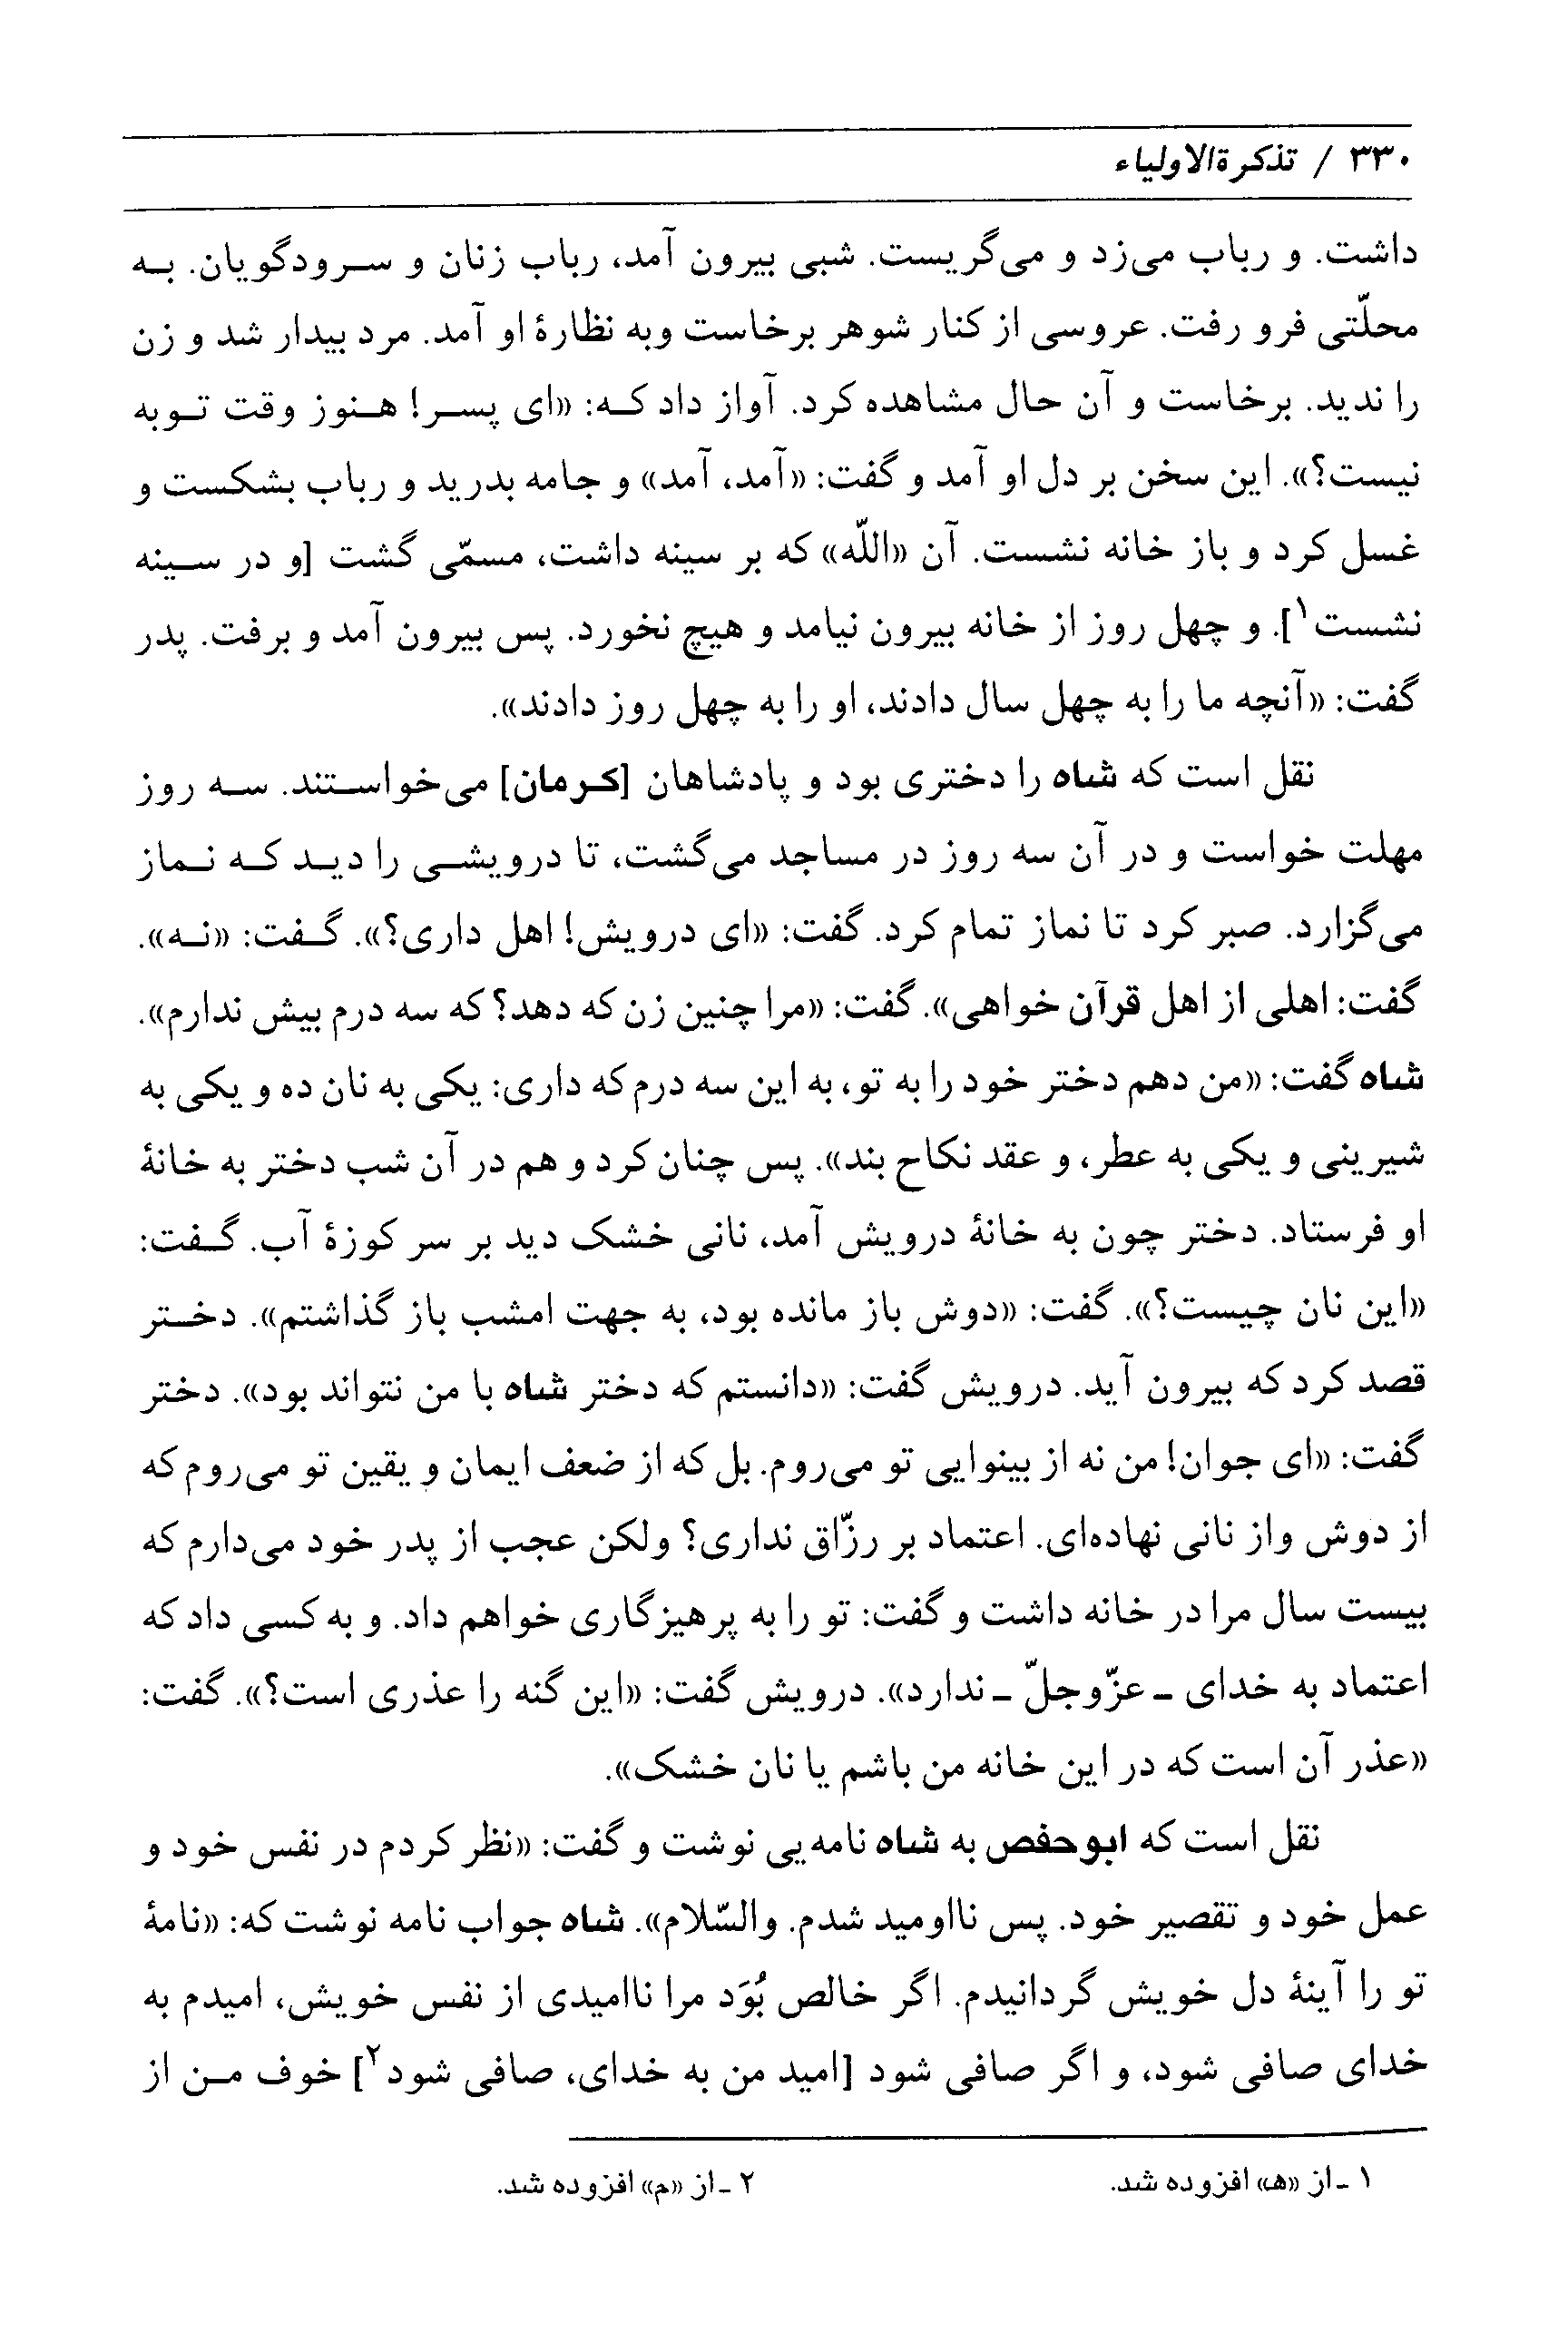 ۳۳۰ / تذکرةالاولیاء
داشت. و رباب می‌زد و می‌گریست. شبی بیرون آمد، رباب زنان و سرودگویان. به
محلّتی فرو رفت. عروسی از کنار شوهر برخاست وبه نظارهٔ او آمد. مرد بیدار شد و زن
را ندید. برخاست و آن حال مشاهده کرد. آواز داد که: «ای پسر! هنوز وقت توبه
نیست؟». این سخن بر دل او آمد و گفت: «آمد، آمد» و جامه بدرید و رباب بشکست و
غسل کرد و باز خانه نشست. آن «اللّه» که بر سینه داشت، مسمّی گشت [و در سینه
نشست۱]. و چهل روز از خانه بیرون نیامد و هیچ نخورد. پس بیرون آمد و برفت. پدر
گفت: «آنچه ما را به چهل سال دادند، او را به چهل روز دادند».
نقل است که شاه را دختری بود و پادشاهان [کرمان] می‌خواستند. سه روز
مهلت خواست و در آن سه روز در مساجد می‌گشت، تا درویشی را دید که نماز
می‌گزارد. صبر کرد تا نماز تمام کرد. گفت: «ای درویش! اهل داری؟». گفت: «نه».
گفت: اهلی از اهل قرآن خواهی». گفت: «مرا چنین زن که دهد؟ که سه درم بیش ندارم».
شاه گفت: «من دهم دختر خود را به تو، به این سه درم که داری: یکی به نان ده و یکی به
شیرینی و یکی به عطر، و عقد نکاح بند». پس چنان کرد و هم در آن شب دختر به خانهٔ
او فرستاد. دختر چون به خانهٔ درویش آمد، نانی خشک دید بر سر کوزهٔ آب. گفت:
«این نان چیست؟». گفت: «دوش باز مانده بود، به جهت امشب باز گذاشتم». دختر
قصد کرد که بیرون آید. درویش گفت: «دانستم که دختر شاه با من نتواند بود». دختر
گفت: «ای جوان! من نه از بینوایی تو می‌روم. بل که از ضعف ایمان و یقین تو می‌روم که
از دوش واز نانی نهاده‌ای. اعتماد بر رزّاق نداری؟ ولکن عجب از پدر خود می‌دارم که
بیست سال مرا در خانه داشت و گفت: تو را به پرهیزگاری خواهم داد. و به کسی داد که
اعتماد به خدای ـ عزّوجلّ ـ ندارد». درویش گفت: «این گنه را عذری است؟». گفت:
«عذر آن است که در این خانه من باشم یا نان خشک».
نقل است که ابوحفص به شاه نامه‌یی نوشت و گفت: «نظر کردم در نفس خود و
عمل خود و تقصیر خود. پس نااومید شدم. والسّلام». شاه جواب نامه نوشت که: «نامهٔ
تو را آینهٔ دل خویش گردانیدم. اگر خالص بُوَد مرا ناامیدی از نفس خویش، امیدم به
خدای صافی شود، و اگر صافی شود [امید من به خدای، صافی شود۲] خوف من از
۱ ـ از «هـ» افزوده شد. ۲ ـ از «م» افزوده شد.